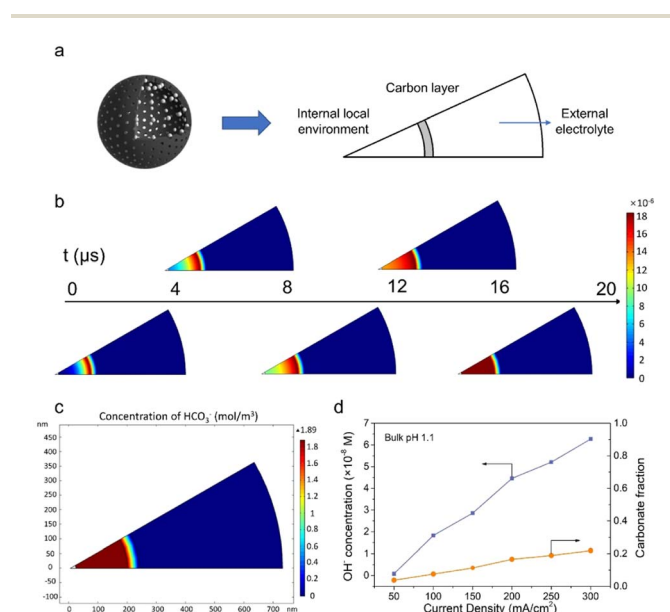 a
Carbon layer
Internal local
environment
External
electrolyte
b
t (μs)
0 4 8 12 16 20
×10⁻⁶
18
16
14
12
10
8
6
4
2
0
c
Concentration of HCO₃⁻ (mol/m³)
nm
450
400
350
300
250
200
150
100
50
0
-50
-100
0 100 200 300 400 500 600 700 nm
▲1.89
1.8
1.6
1.4
1.2
1
0.8
0.6
0.4
0.2
0
d
Bulk pH 1.1
OH⁻ concentration (×10⁻⁸ M)
7
6
5
4
3
2
1
0
1.0
0.8
0.6
0.4
0.2
0.0
Carbonate fraction
50 100 150 200 250 300
Current Density (mA/cm²)